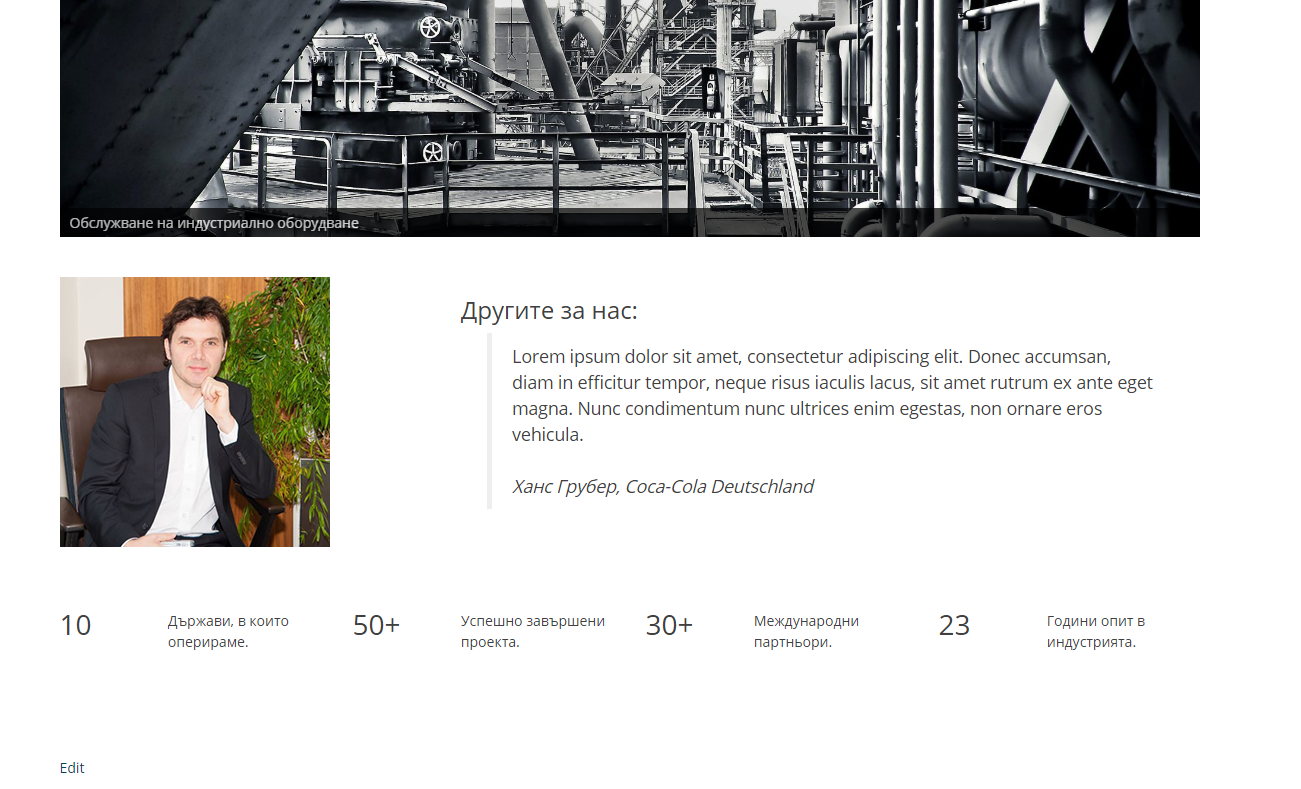 Обслужване на индустриално оборудване
Другите за нас:
Lorem ipsum dolor sit amet, consectetur adipiscing elit. Donec accumsan,
diam in efficitur tempor, neque risus iaculis lacus, sit amet rutrum ex ante eget
magna. Nunc condimentum nunc ultrices enim egestas, non ornare eros
vehicula.
Ханс Грубер, Coca-Cola Deutschland
10
Държави, в които
оперираме.
50+
Успешно завършени
проекта.
30+
Международни
партньори.
23
Години опит в
индустрията.
Edit